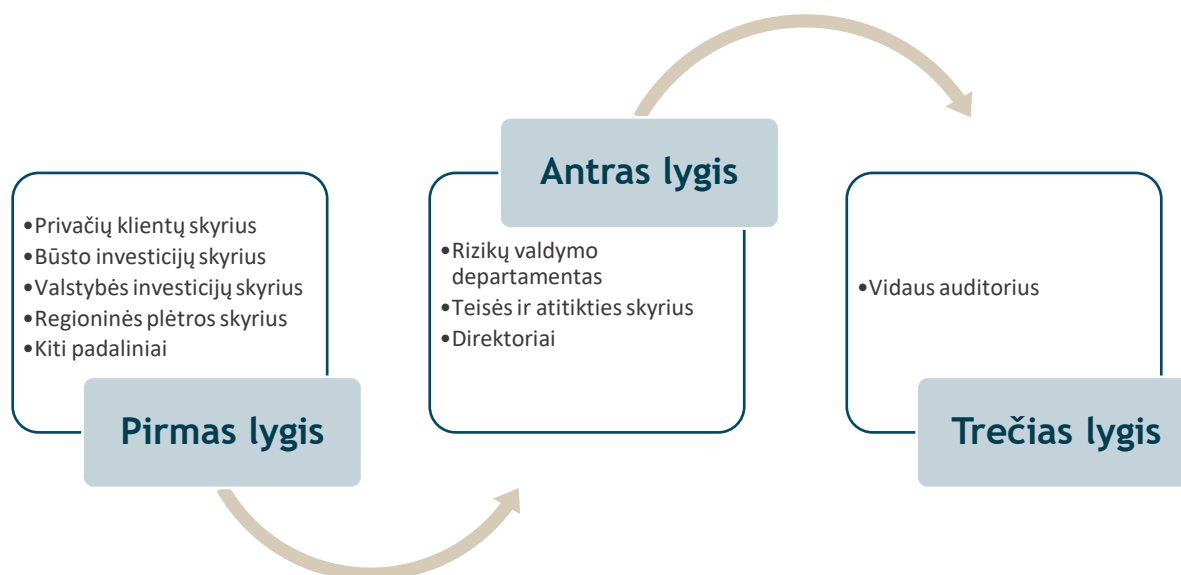 •Privačių klientų skyrius
•Būsto investicijų skyrius
•Valstybės investicijų skyrius
•Regioninės plėtros skyrius
•Kiti padaliniai
Pirmas lygis
Antras lygis
•Rizikų valdymo
departamentas
•Teisės ir atitikties skyrius
•Direktoriai
•Vidaus auditorius
Trečias lygis